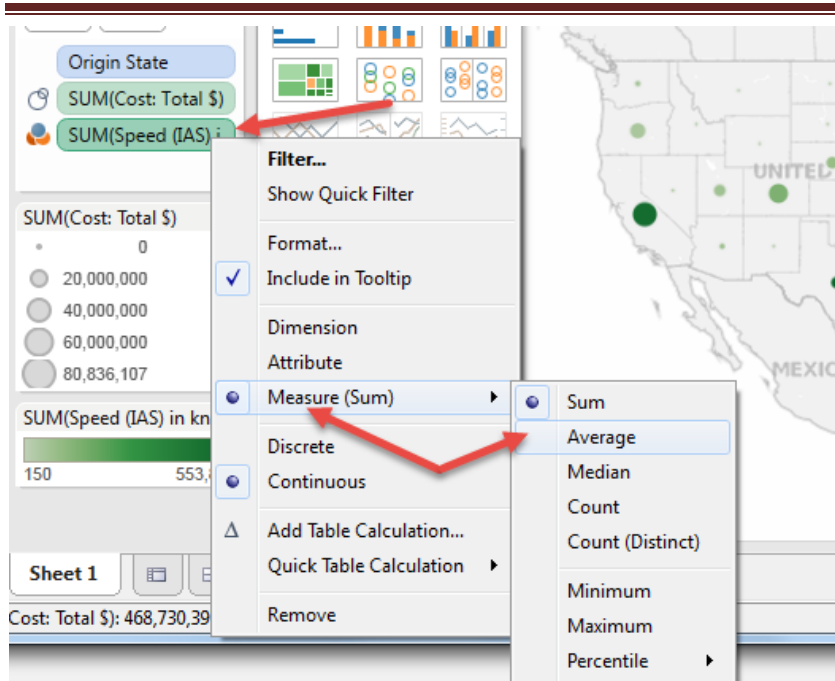 Origin State
SUM(Cost: Total $)
SUM(Speed (IAS) i
Filter...
Show Quick Filter
Format...
Include in Tooltip
Dimension
Attribute
Measure (Sum)
Discrete
Continuous
Δ Add Table Calculation...
Quick Table Calculation
Remove
Sum
Average
Median
Count
Count (Distinct)
Minimum
Maximum
Percentile
SUM(Cost: Total $)
0
20,000,000
40,000,000
60,000,000
80,836,107
SUM(Speed (IAS) in kn
150 553,
Sheet 1
Cost: Total $): 468,730,39
UNITED
MEXIC